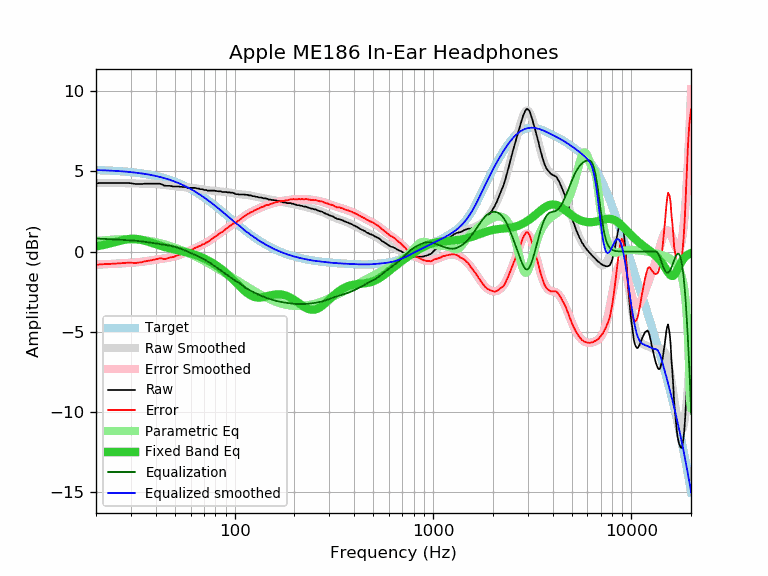 Apple ME186 In-Ear Headphones
Amplitude (dBr)
10
5
0
−5
−10
−15
Target
Raw Smoothed
Error Smoothed
Raw
Error
Parametric Eq
Fixed Band Eq
Equalization
Equalized smoothed
100
1000
10000
Frequency (Hz)